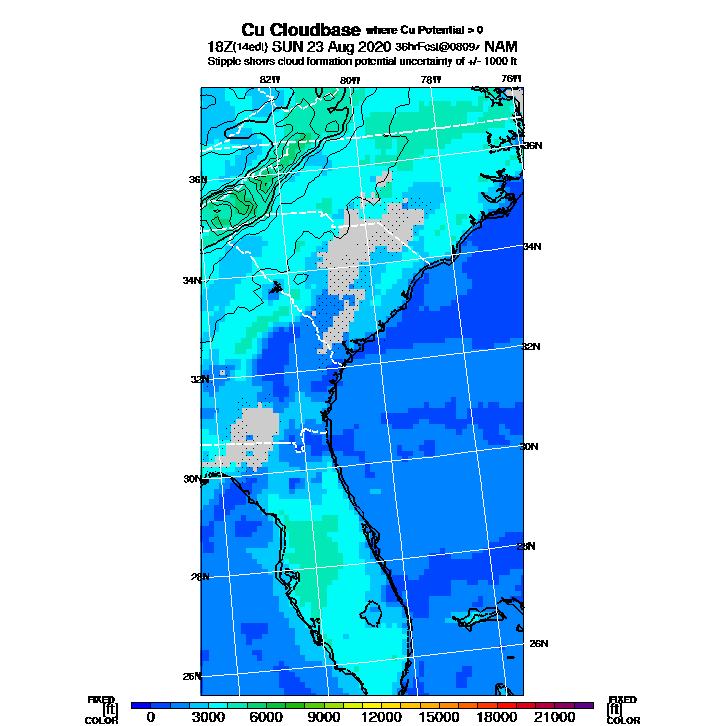 Cu Cloudbase where Cu Potential > 0
18Z(14edt) SUN 23 Aug 2020 36hrFcst@0809z NAM
Stipple shows cloud formation potential uncertainty of +/- 1000 ft
82W 80W 78W 76W
36N
36N
34N
34N
32N
32N
30N
30N
28N
28N
26N
26N
FIXED FIXED
[ft] [ft]
COLOR COLOR
0 3000 6000 9000 12000 15000 18000 21000